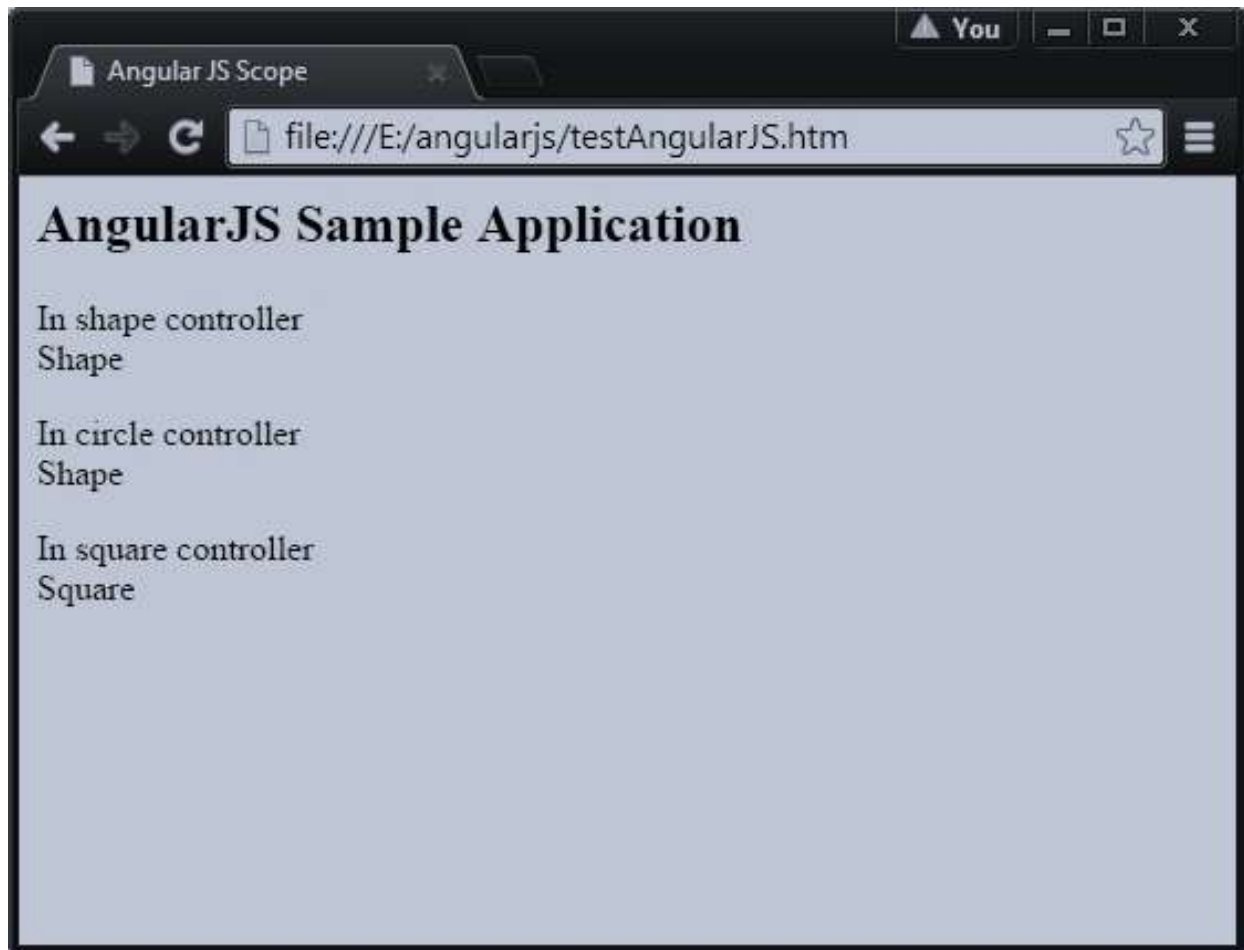 You
Angular JS Scope
file:///E:/angularjs/testAngularJS.htm
AngularJS Sample Application
In shape controller
Shape
In circle controller
Shape
In square controller
Square